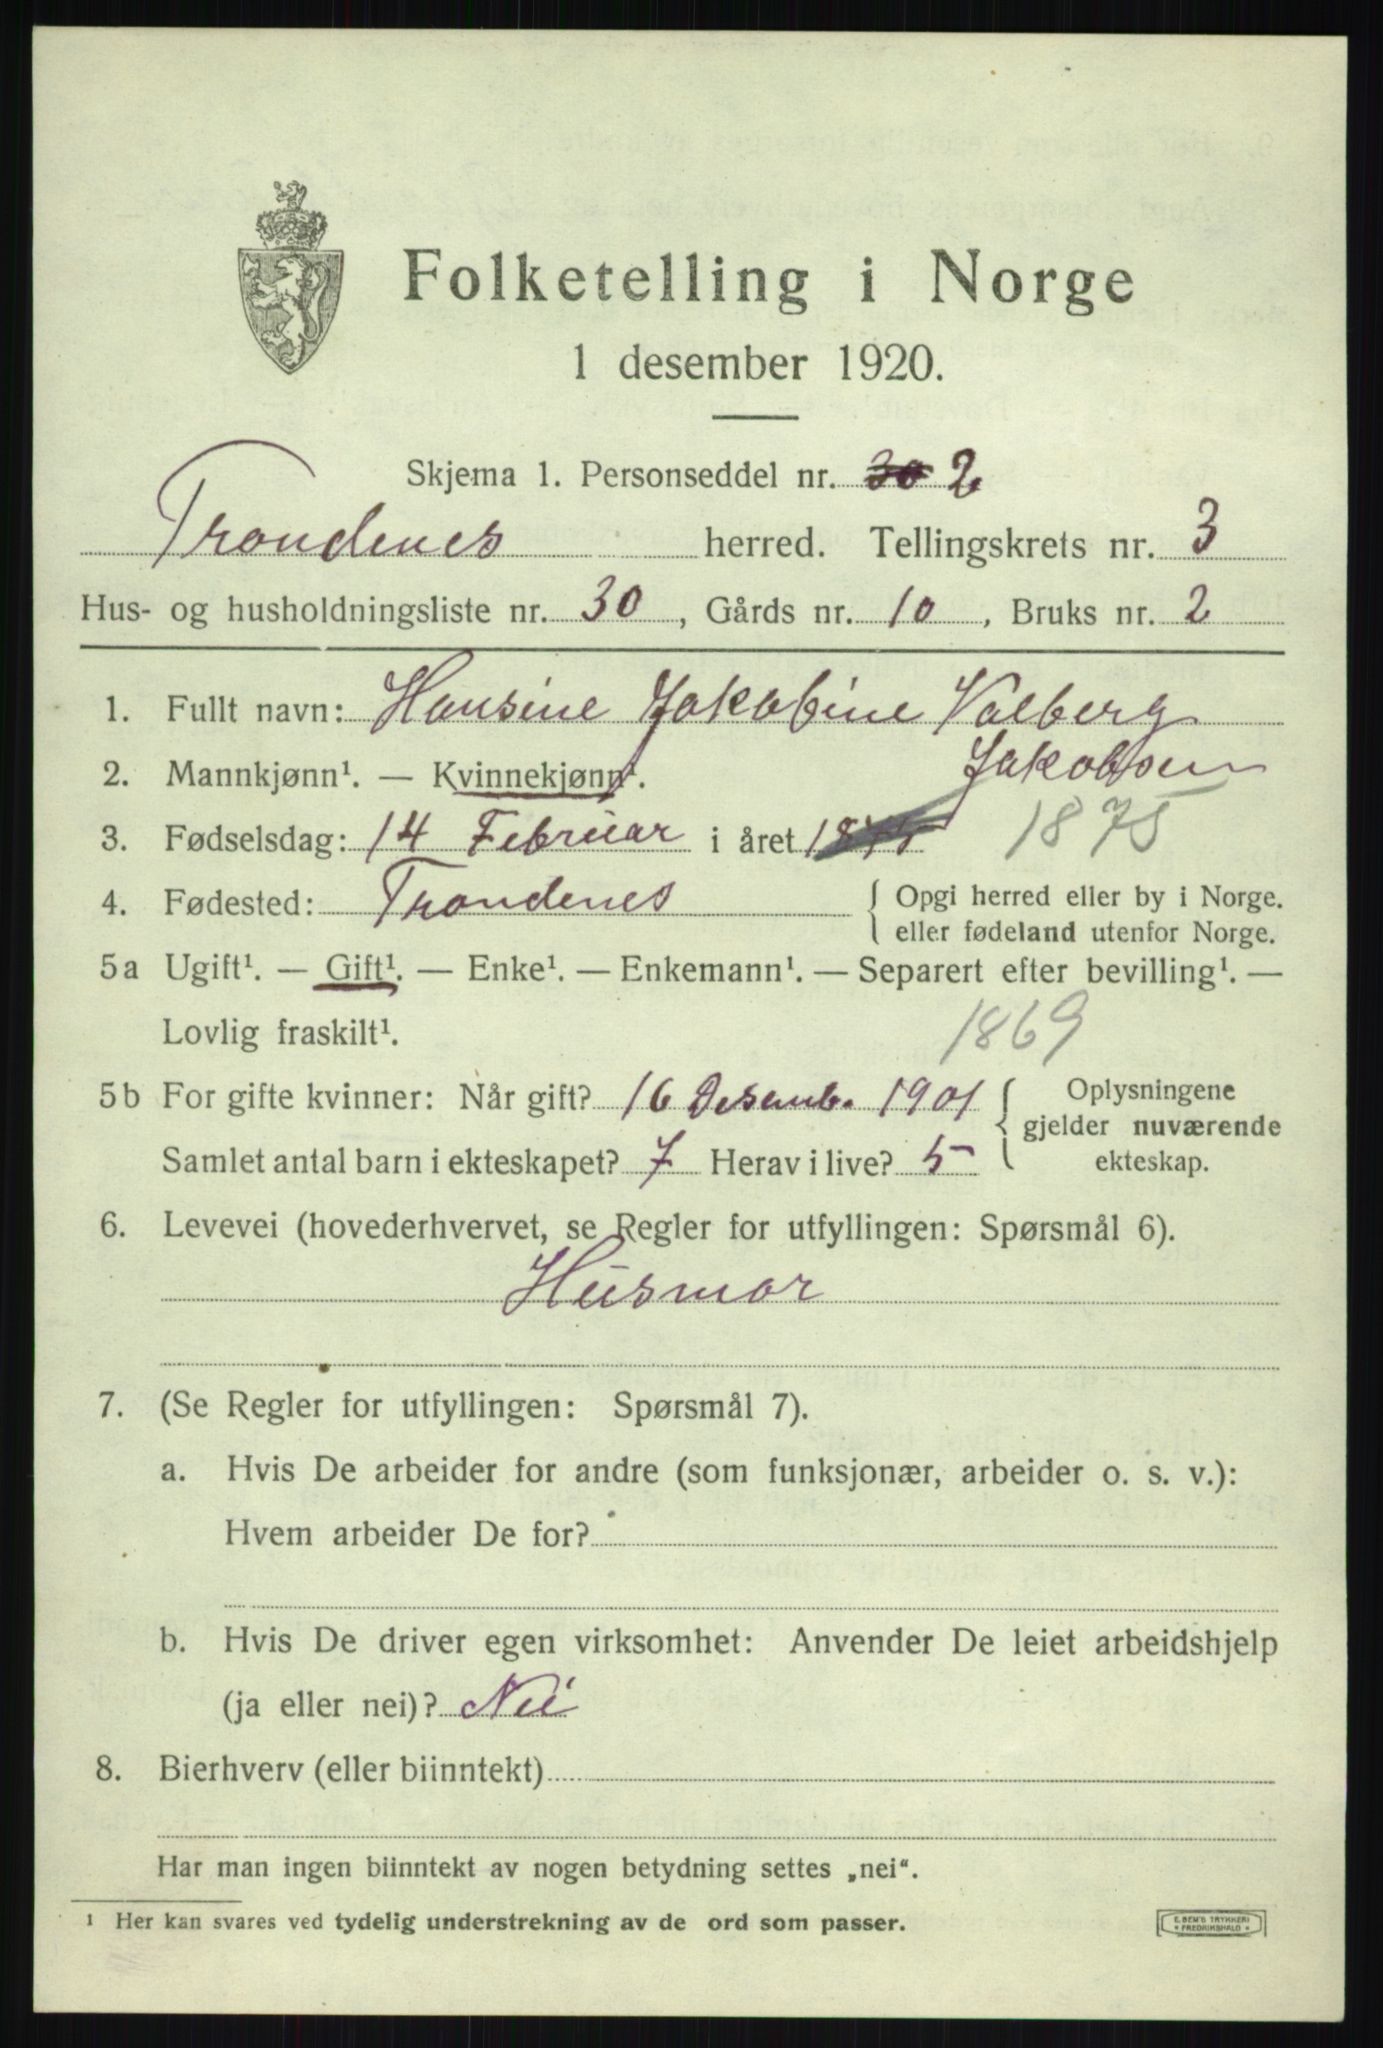 Folketelling i Norge
1 desember 1920.
Skjema 1. Personseddel nr. 30 2
Trondenes herred. Tellingskrets nr. 3
Hus- og husholdningsliste nr. 30, Gårds nr. 10, Bruks nr. 2
1. Fullt navn: Hansine Jakobine Valberg
Jakobsen
2. Mannkjønn¹. — Kvinnekjønn¹.
3. Fødselsdag: 14 Februar i året 1875
4. Fødested: Trondenes { Opgi herred eller by i Norge.
eller fødeland utenfor Norge.
5a Ugift¹. — Gift¹. — Enke¹. — Enkemann¹. — Separert efter bevilling¹. —
Lovlig fraskilt¹. 1869
5b For gifte kvinner: Når gift? 16 Desemb. 1901 { Oplysningene
gjelder nuværende
ekteskap.
Samlet antal barn i ekteskapet? 7 Herav i live? 5
6. Levevei (hovederhvervet, se Regler for utfyllingen: Spørsmål 6).
Husmor
7. (Se Regler for utfyllingen: Spørsmål 7).
a. Hvis De arbeider for andre (som funksjonær, arbeider o. s. v.):
Hvem arbeider De for?
b. Hvis De driver egen virksomhet: Anvender De leiet arbeidshjelp
(ja eller nei)? Nei
8. Bierhverv (eller biinntekt)
Har man ingen biinntekt av nogen betydning settes „nei“.
¹ Her kan svares ved tydelig understrekning av de ord som passer.
E. SEM'S TRYKKERI
* FREDRIKSHALD *